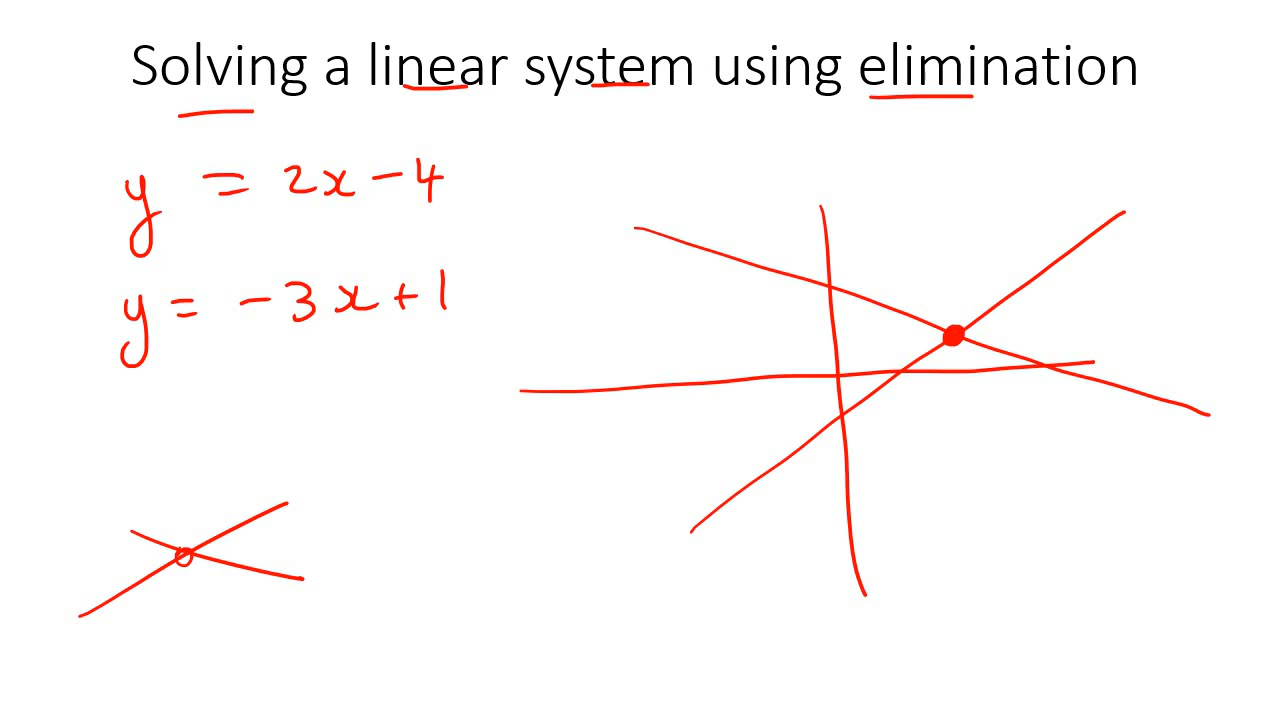 Solving a linear system using elimination
y = 2x - 4
y = -3x + 1